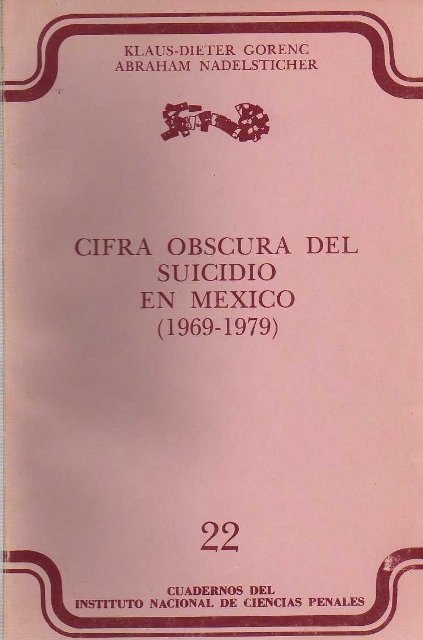 KLAUS-DIETER GORENC
ABRAHAM NADELSTICHER
CIFRA OBSCURA DEL
SUICIDIO
EN MEXICO
(1969-1979)
22
CUADERNOS DEL
INSTITUTO NACIONAL DE CIENCIAS PENALES